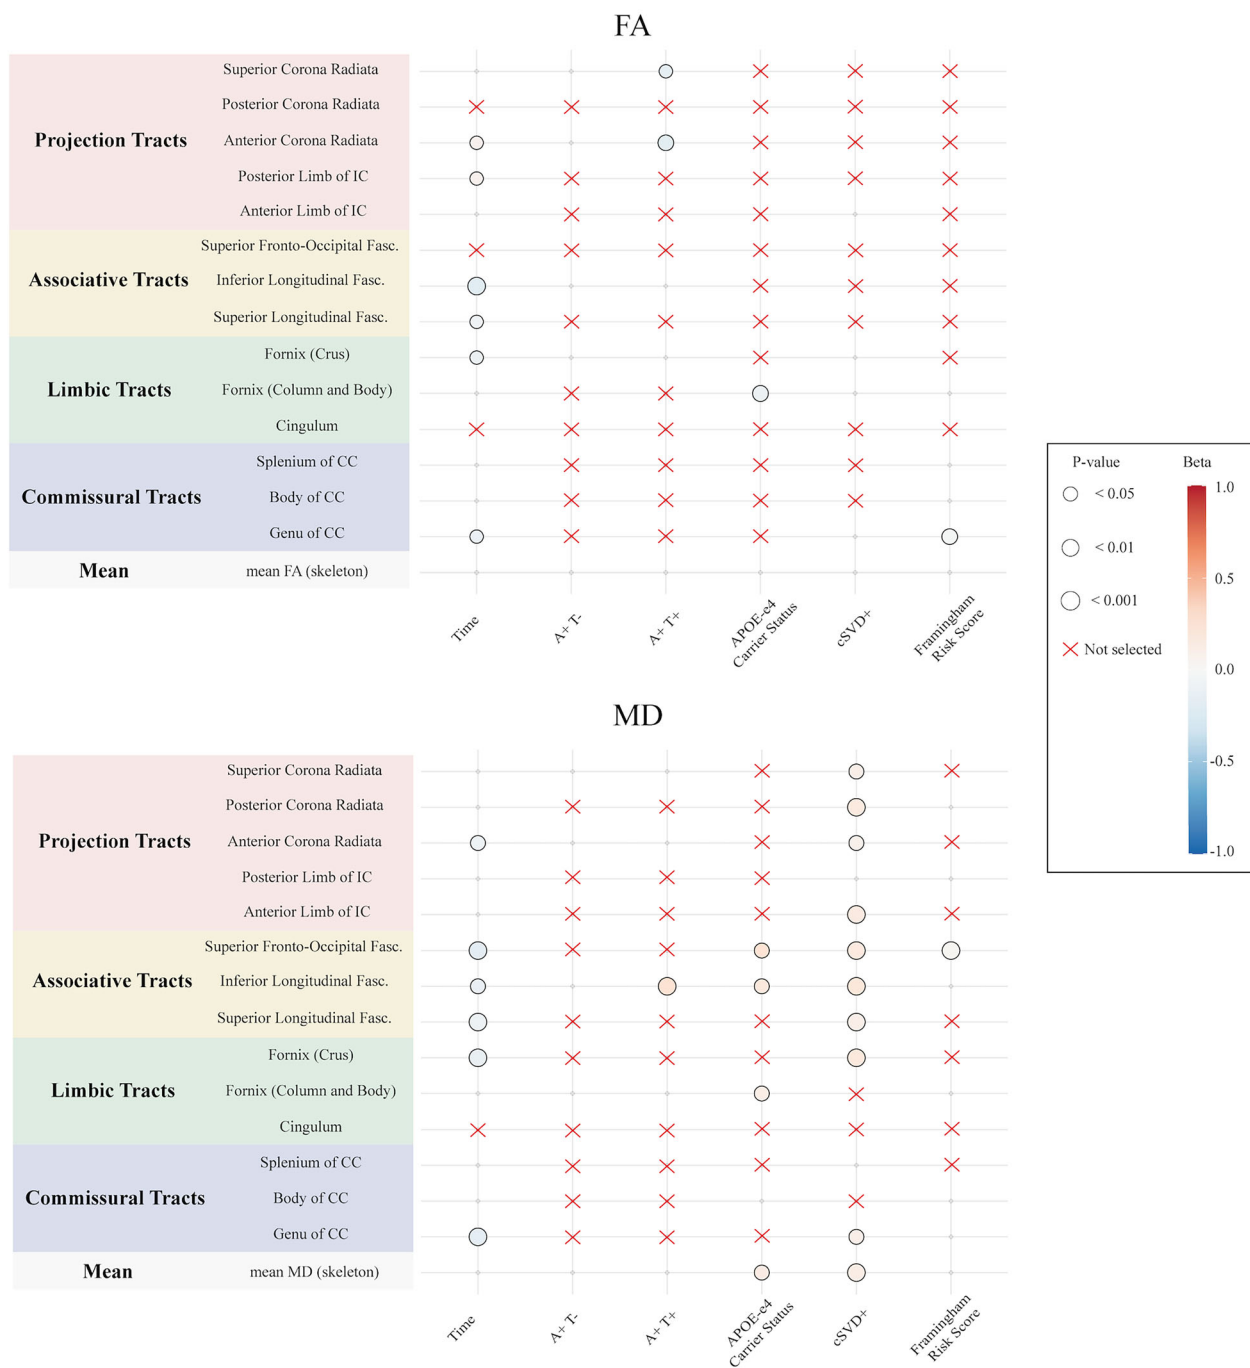 FA
Projection Tracts
Superior Corona Radiata
Posterior Corona Radiata
Anterior Corona Radiata
Posterior Limb of IC
Anterior Limb of IC
Associative Tracts
Superior Fronto-Occipital Fasc.
Inferior Longitudinal Fasc.
Superior Longitudinal Fasc.
Limbic Tracts
Fornix (Crus)
Fornix (Column and Body)
Cingulum
Commissural Tracts
Splenium of CC
Body of CC
Genu of CC
Mean
mean FA (skeleton)
Time
A+ T-
A+ T+
APOE-e4
Carrier Status
cSVD+
Framingham
Risk Score
P-value
< 0.05
< 0.01
< 0.001
Not selected
Beta
1.0
0.5
0.0
-0.5
-1.0
MD
Projection Tracts
Superior Corona Radiata
Posterior Corona Radiata
Anterior Corona Radiata
Posterior Limb of IC
Anterior Limb of IC
Associative Tracts
Superior Fronto-Occipital Fasc.
Inferior Longitudinal Fasc.
Superior Longitudinal Fasc.
Limbic Tracts
Fornix (Crus)
Fornix (Column and Body)
Cingulum
Commissural Tracts
Splenium of CC
Body of CC
Genu of CC
Mean
mean MD (skeleton)
Time
A+ T-
A+ T+
APOE-e4
Carrier Status
cSVD+
Framingham
Risk Score